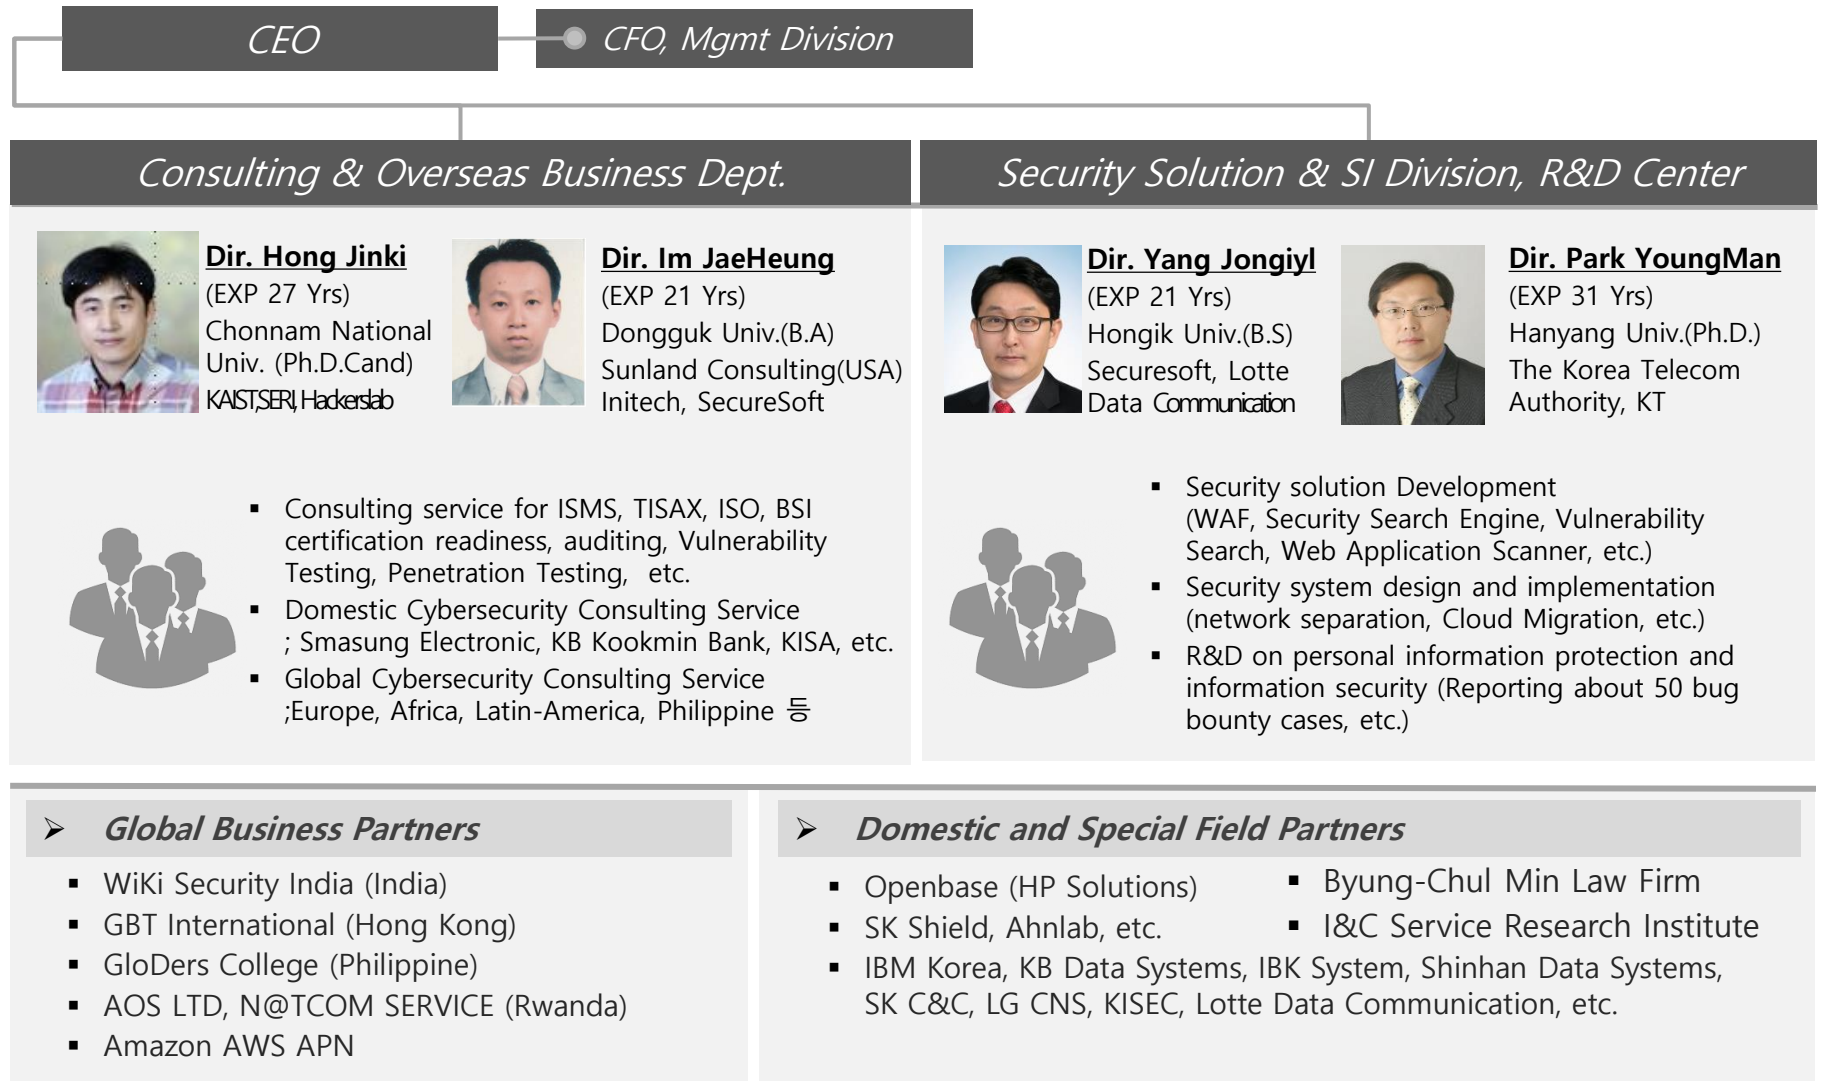 CEO
CFO, Mgmt Division
Consulting & Overseas Business Dept.
Dir. Hong Jinki
(EXP 27 Yrs)
Chonnam National
Univ. (Ph.D.Cand)
KAIST,SERI, Hackerslab
Dir. Im JaeHeung
(EXP 21 Yrs)
Dongguk Univ.(B.A)
Sunland Consulting(USA)
Initech, SecureSoft
▪ Consulting service for ISMS, TISAX, ISO, BSI
certification readiness, auditing, Vulnerability
Testing, Penetration Testing, etc.
▪ Domestic Cybersecurity Consulting Service
; Smasung Electronic, KB Kookmin Bank, KISA, etc.
▪ Global Cybersecurity Consulting Service
;Europe, Africa, Latin-America, Philippine 등
Security Solution & SI Division, R&D Center
Dir. Yang Jongiyl
(EXP 21 Yrs)
Hongik Univ.(B.S)
Securesoft, Lotte
Data Communication
Dir. Park YoungMan
(EXP 31 Yrs)
Hanyang Univ.(Ph.D.)
The Korea Telecom
Authority, KT
▪ Security solution Development
(WAF, Security Search Engine, Vulnerability
Search, Web Application Scanner, etc.)
▪ Security system design and implementation
(network separation, Cloud Migration, etc.)
▪ R&D on personal information protection and
information security (Reporting about 50 bug
bounty cases, etc.)
➢ Global Business Partners
▪ WiKi Security India (India)
▪ GBT International (Hong Kong)
▪ GloDers College (Philippine)
▪ AOS LTD, N@TCOM SERVICE (Rwanda)
▪ Amazon AWS APN
➢ Domestic and Special Field Partners
▪ Openbase (HP Solutions)
▪ SK Shield, Ahnlab, etc.
▪ Byung-Chul Min Law Firm
▪ I&C Service Research Institute
▪ IBM Korea, KB Data Systems, IBK System, Shinhan Data Systems,
SK C&C, LG CNS, KISEC, Lotte Data Communication, etc.